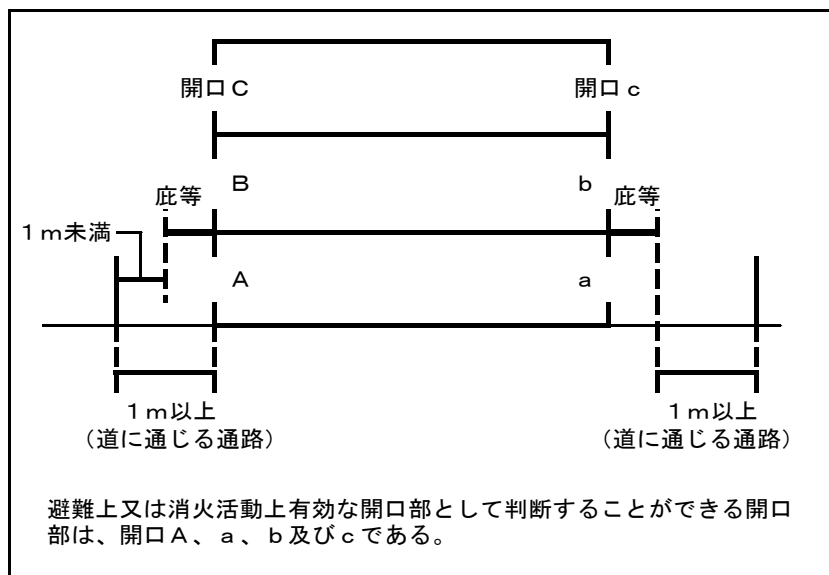 開口C 開口c
庇等 B b 庇等
1m未満
A a
1m以上 1m以上
(道に通じる通路) (道に通じる通路)
避難上又は消火活動上有効な開口部として判断することができる開口
部は、開口A、a、b及びcである。